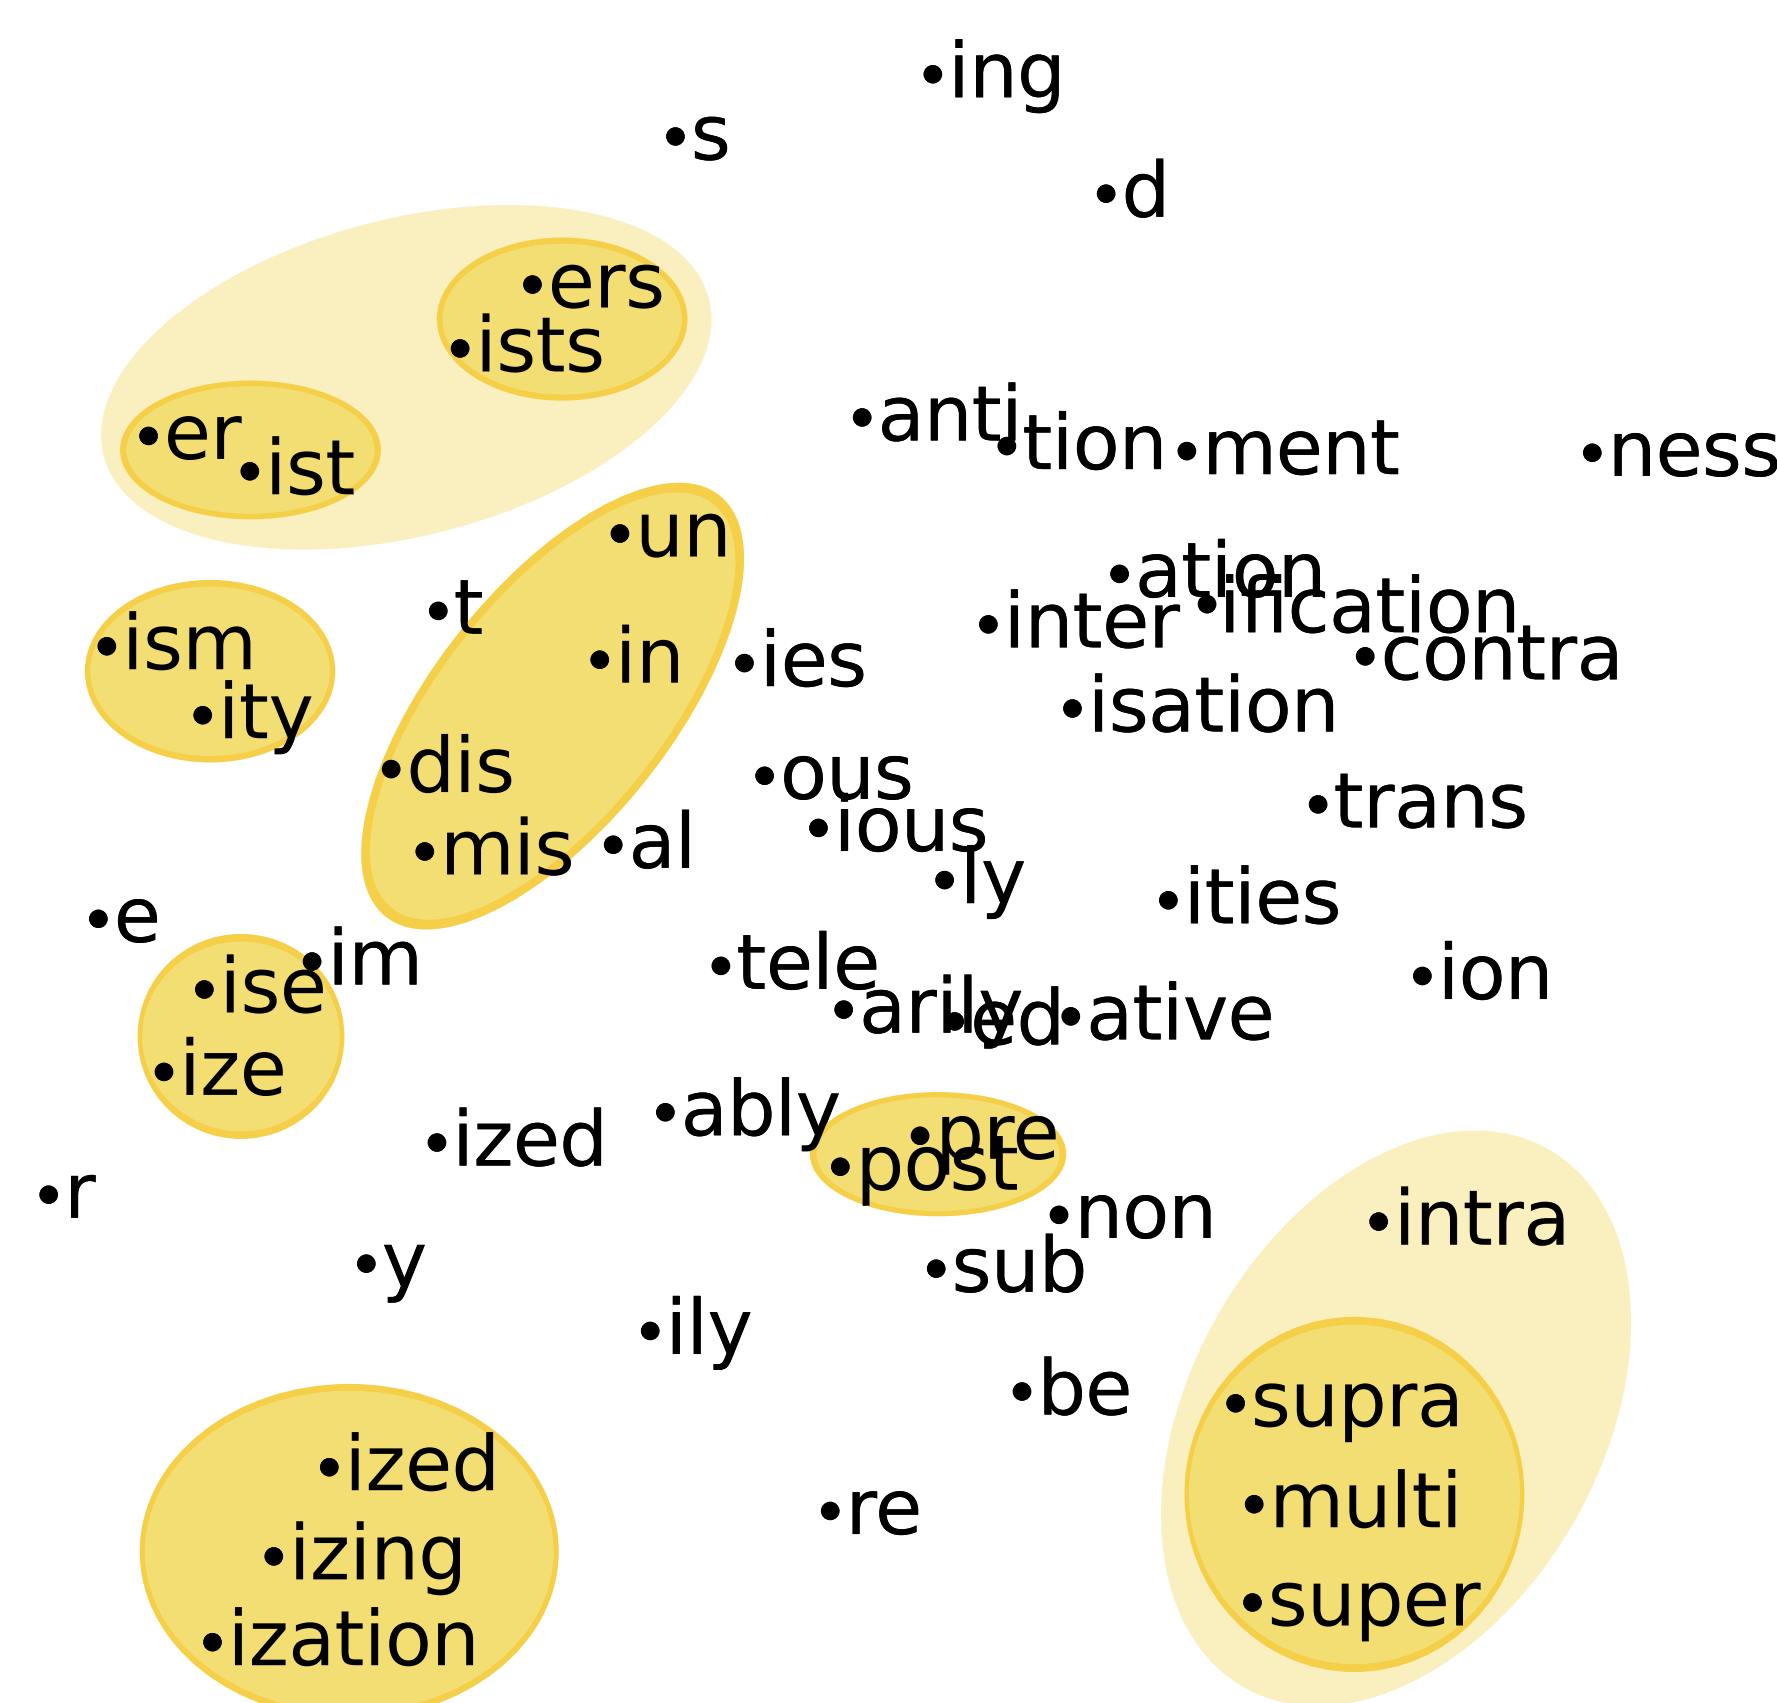 ing
s
d
ers
ists
anti
er
tion
ment
ness
ist
un
ation
ification
t
inter
ism
in
ies
contra
isation
ity
dis
ous
trans
ious
al
mis
ly
ities
e
im
tele
ion
ise
arily
ed
ative
ize
ably
pre
ized
post
r
non
intra
y
sub
ily
be
supra
ized
multi
re
izing
super
ization